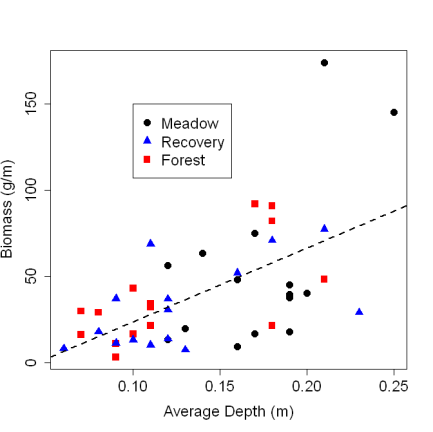 150
100
50
0
Biomass (g/m)
Meadow
Recovery
Forest
0.10 0.15 0.20 0.25
Average Depth (m)